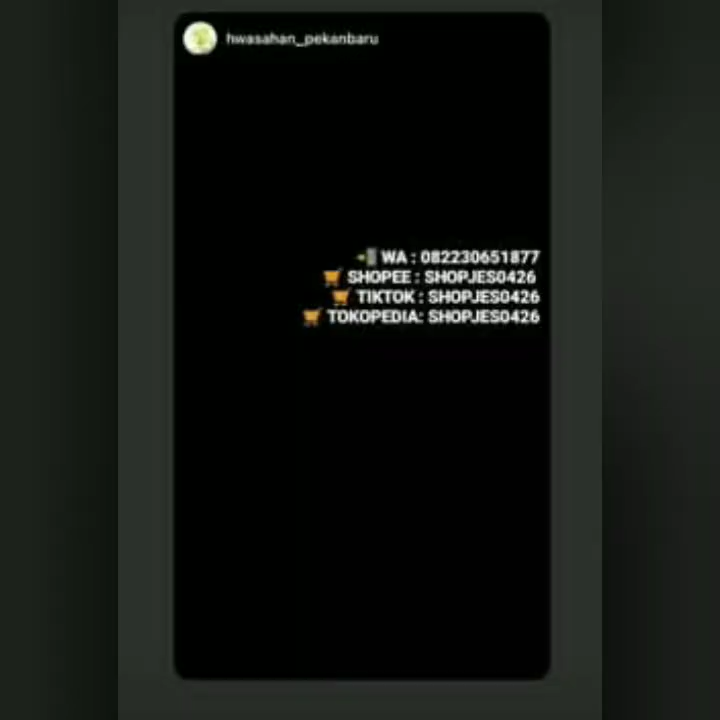 hwasahan_pekanbaru
📲 WA : 082230651877
🛒 SHOPEE : SHOPJES0426
🛒 TIKTOK : SHOPJES0426
🛒 TOKOPEDIA: SHOPJES0426